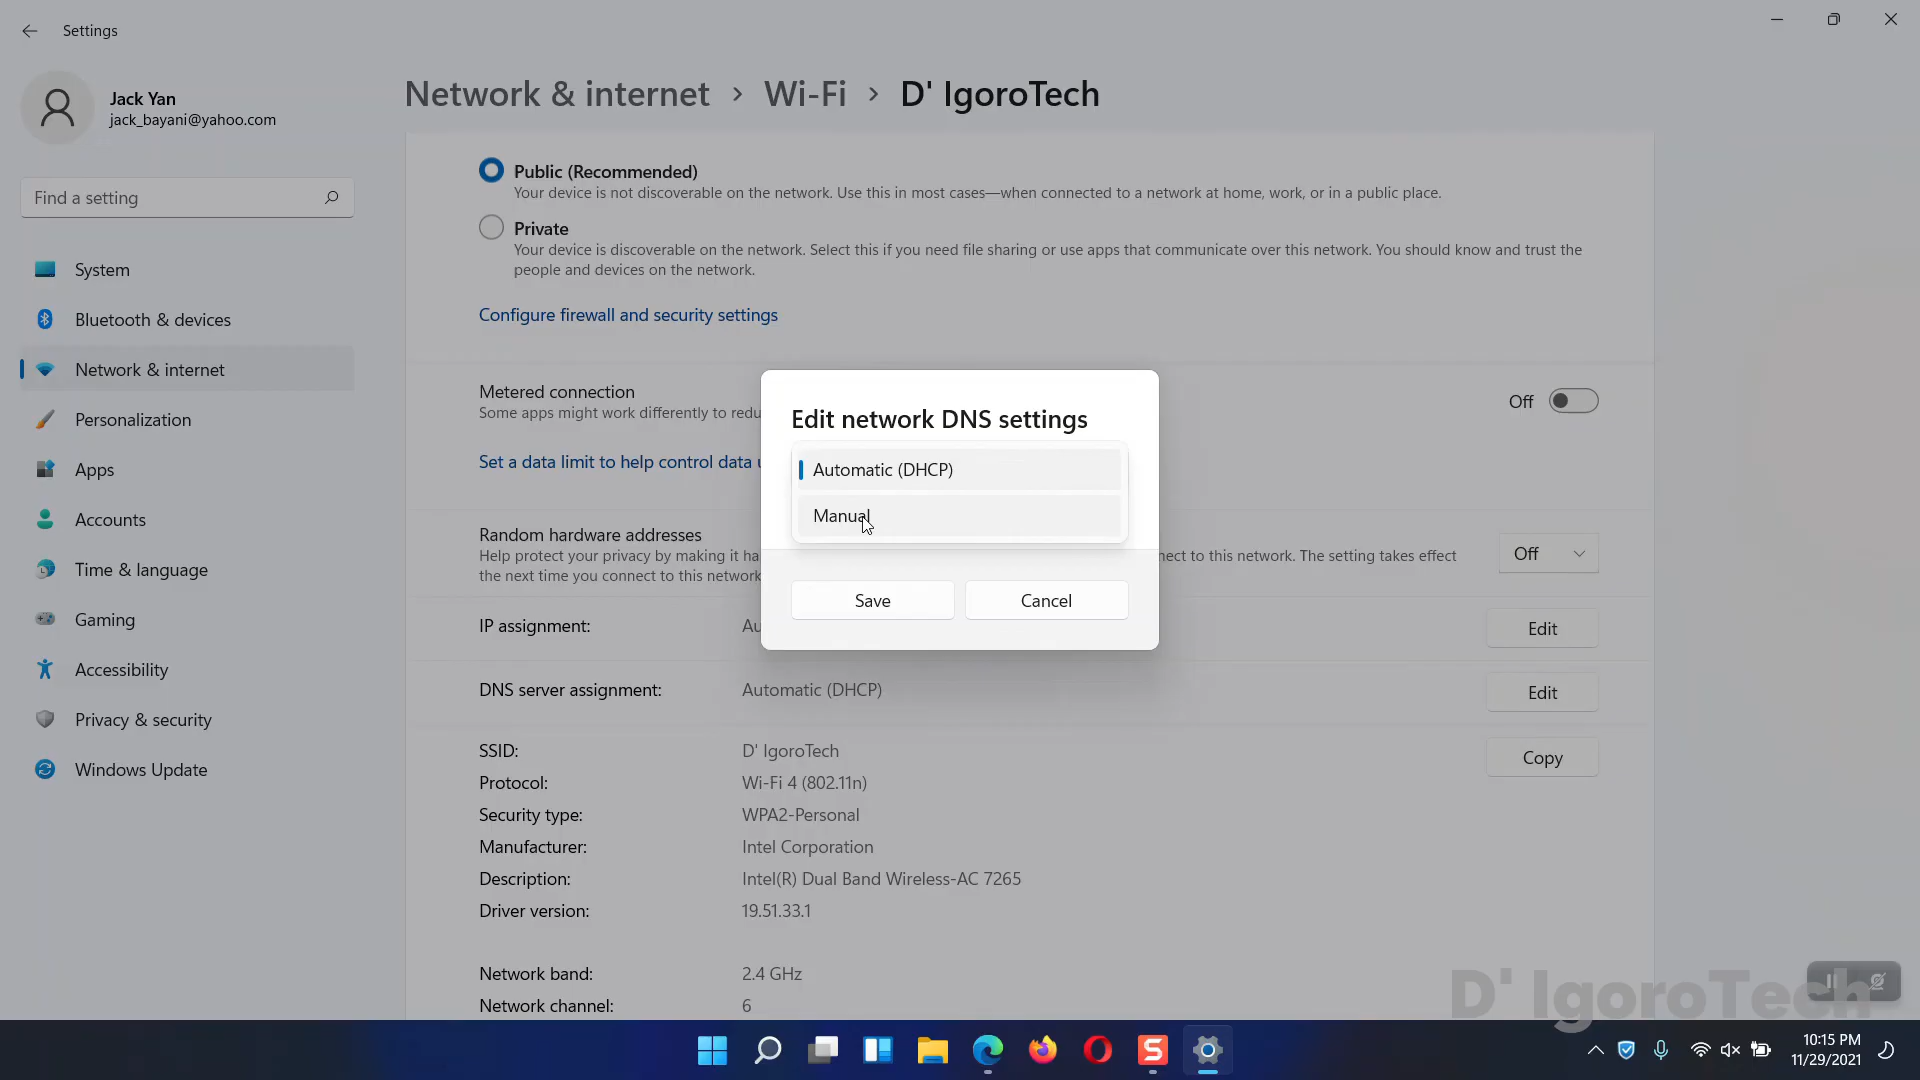 Settings
Jack Yan
jack_bayani@yahoo.com
Find a setting
System
Bluetooth & devices
Network & internet
Personalization
Apps
Accounts
Time & language
Gaming
Accessibility
Privacy & security
Windows Update
Network & internet > Wi-Fi > D' IgoroTech
Public (Recommended)
Your device is not discoverable on the network. Use this in most cases—when connected to a network at home, work, or in a public place.
Private
Your device is discoverable on the network. Select this if you need file sharing or use apps that communicate over this network. You should know and trust the
people and devices on the network.
Configure firewall and security settings
Metered connection
Off
Some apps might work differently to redu
Set a data limit to help control data u
Random hardware addresses
Help protect your privacy by making it ha
nect to this network. The setting takes effect
Off
the next time you connect to this network
IP assignment:
Au
Edit
DNS server assignment:
Automatic (DHCP)
Edit
SSID:
D' IgoroTech
Copy
Protocol:
Wi-Fi 4 (802.11n)
Security type:
WPA2-Personal
Manufacturer:
Intel Corporation
Description:
Intel(R) Dual Band Wireless-AC 7265
Driver version:
19.51.33.1
Network band:
2.4 GHz
Network channel:
6
Edit network DNS settings
Automatic (DHCP)
Manual
Save
Cancel
D' IgoroTech
10:15 PM
11/29/2021